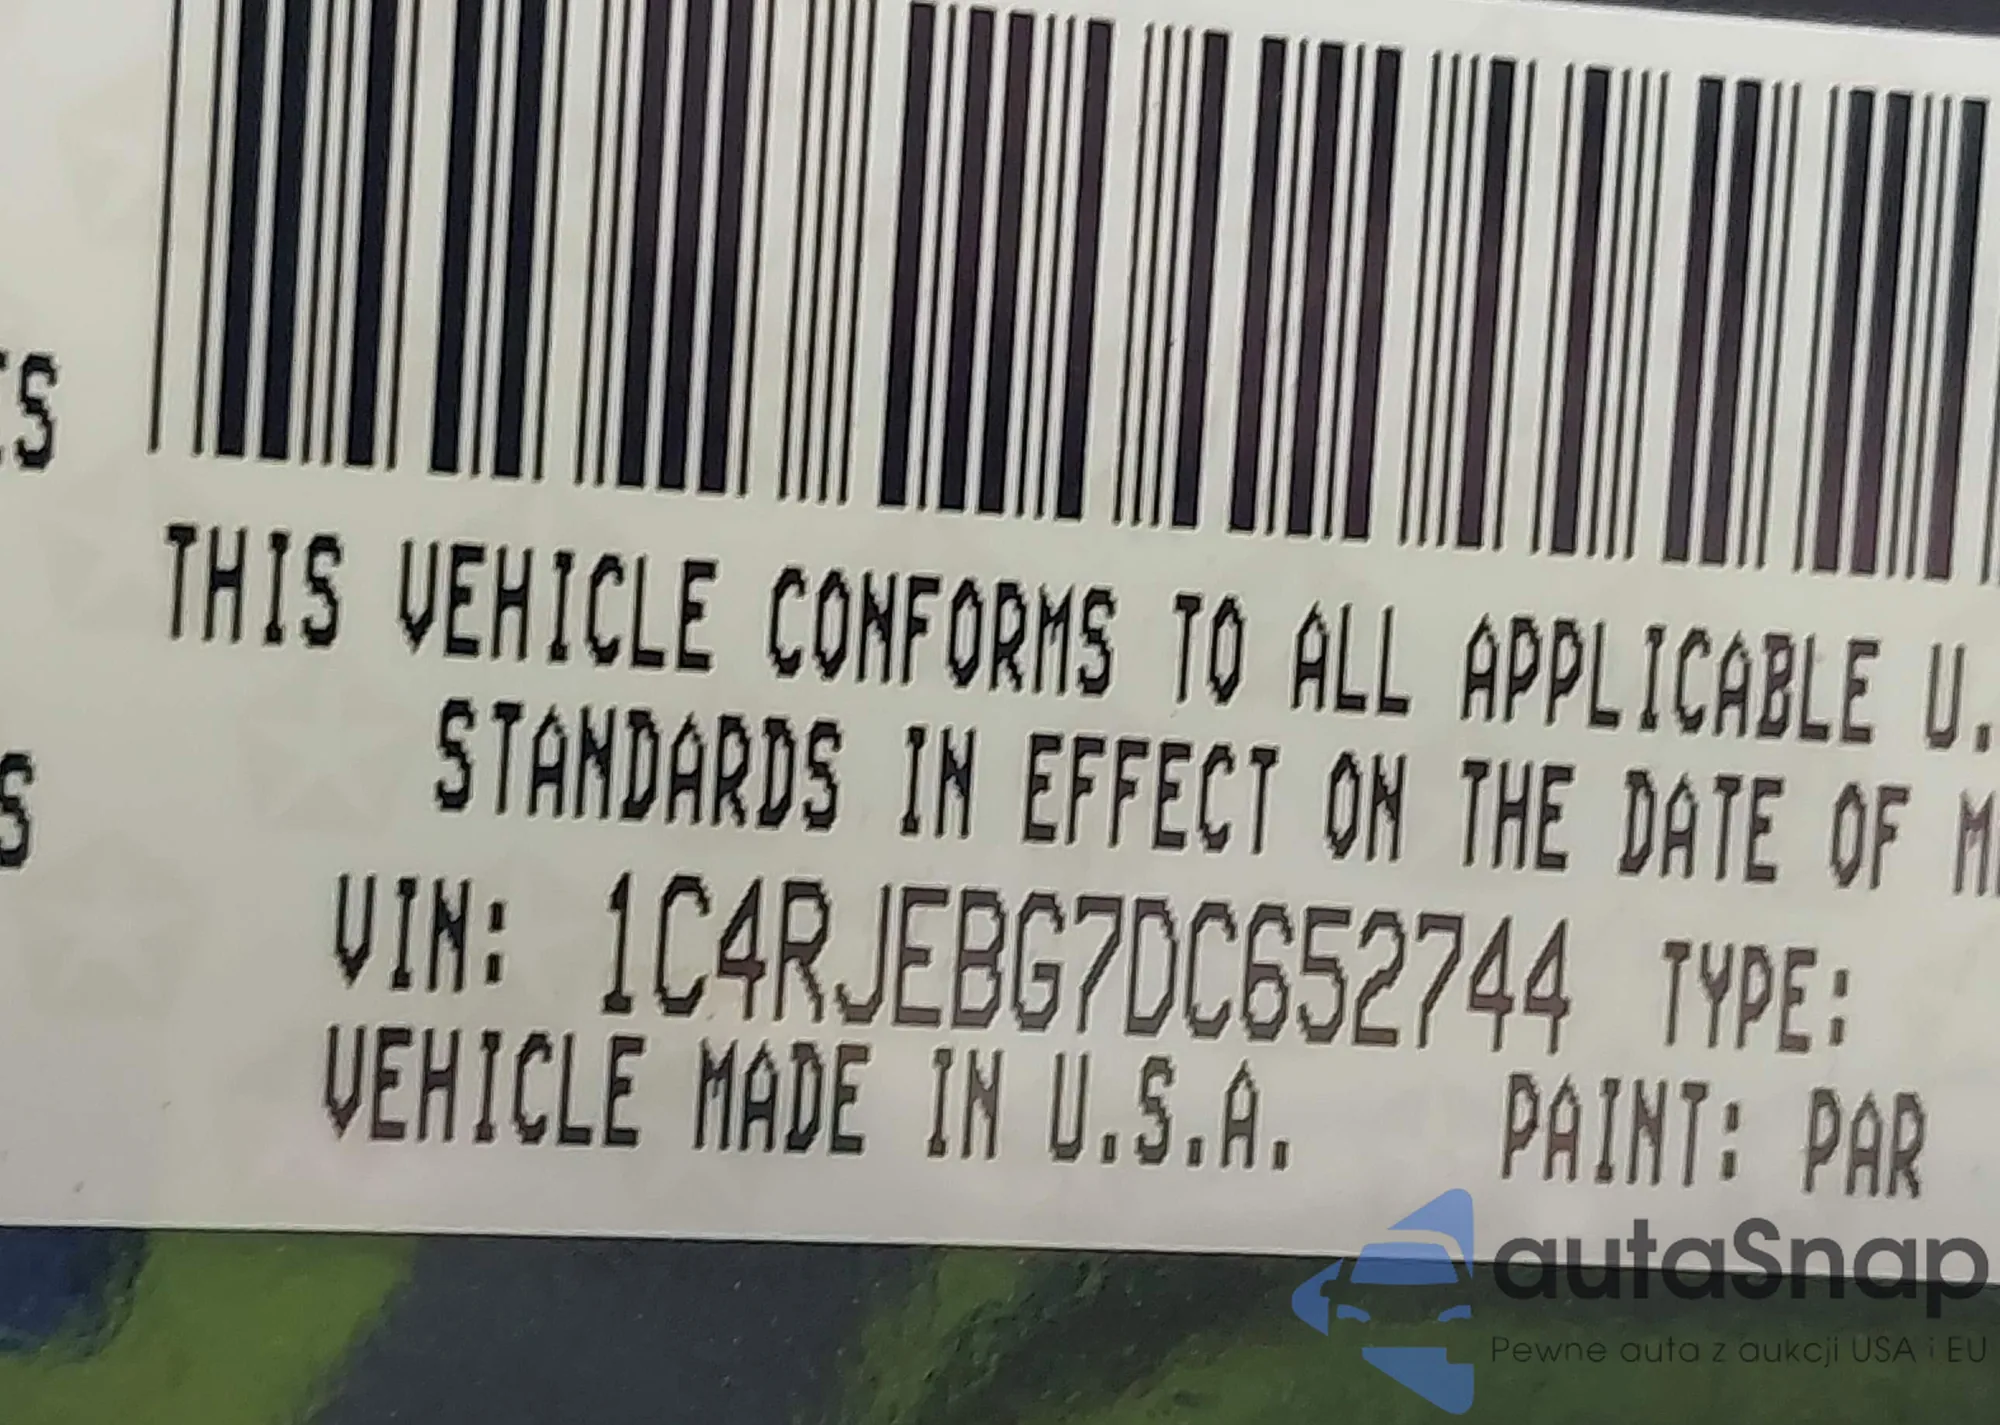 S
THIS VEHICLE CONFORMS TO ALL APPLICABLE U.
STANDARDS IN EFFECT ON THE DATE OF
S
VIN: 1C4RJEBG7DC652744 TYPE:
VEHICLE MADE IN U.S.A. PAINT: PAR
autaSnap
Pewne auta z aukcji USA i EU